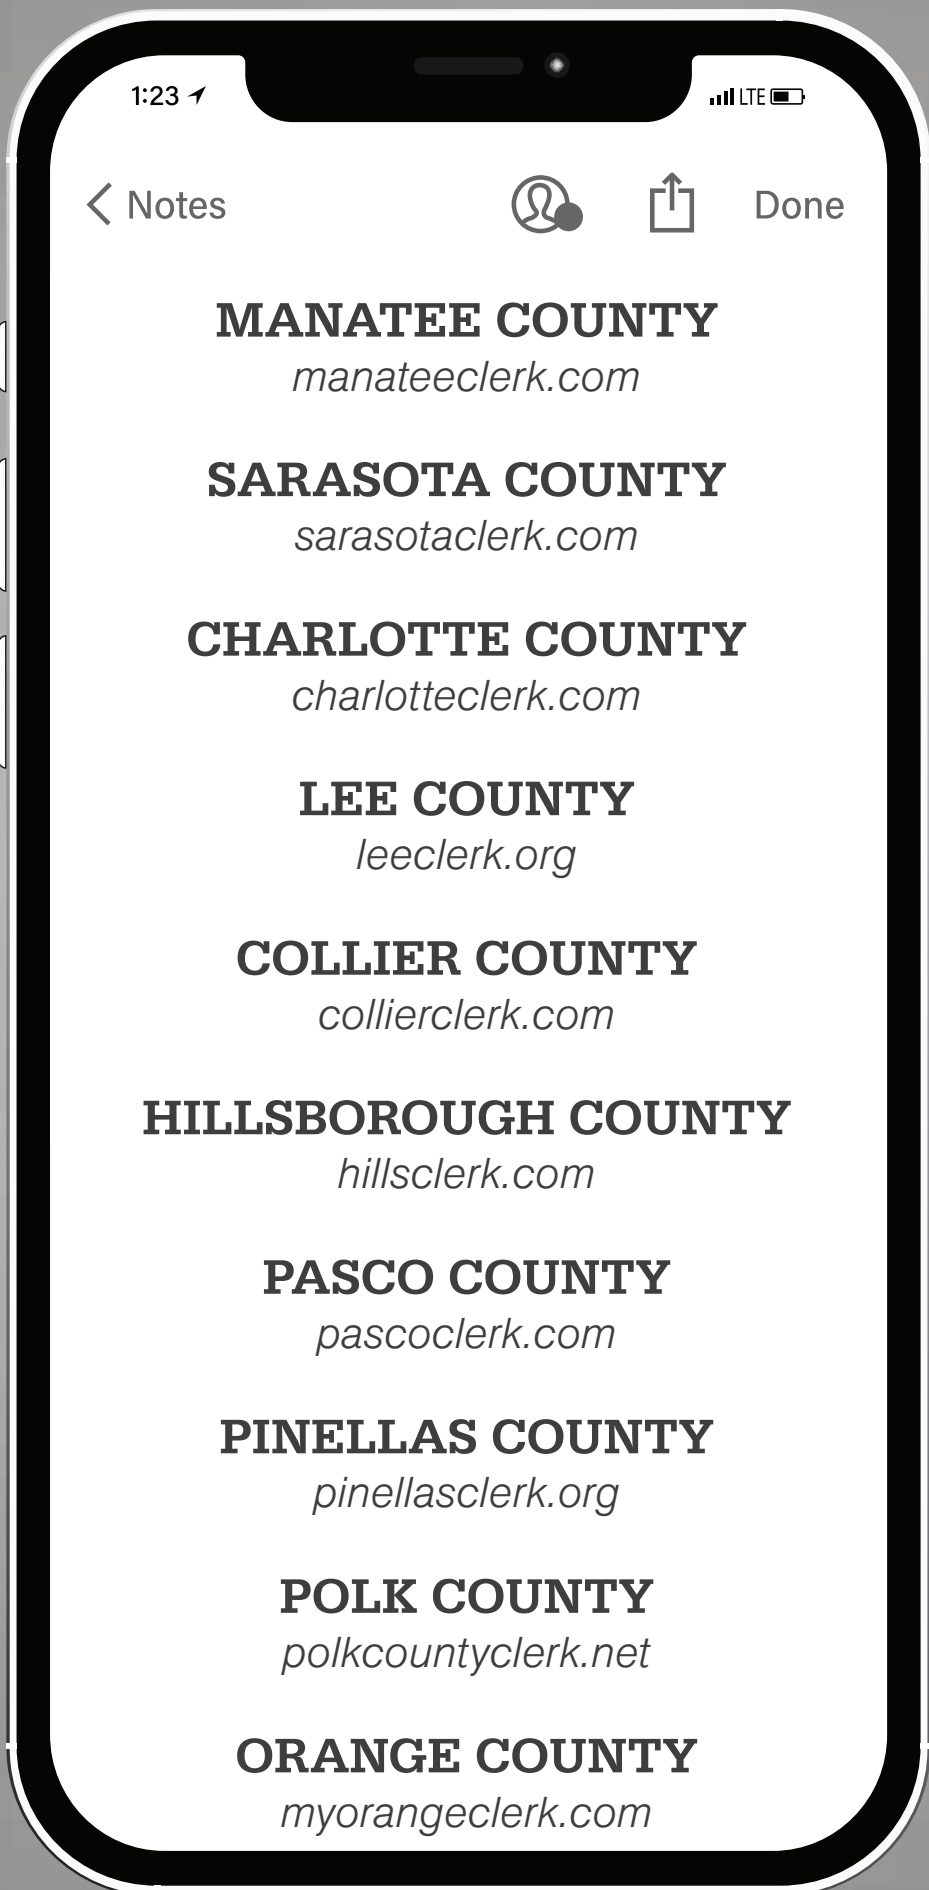 1:23
LTE
Notes
Done
MANATEE COUNTY
manateeclerk.com
SARASOTA COUNTY
sarasotaclerk.com
CHARLOTTE COUNTY
charlotteclerk.com
LEE COUNTY
leeclerk.org
COLLIER COUNTY
collierclerk.com
HILLSBOROUGH COUNTY
hillsclerk.com
PASCO COUNTY
pascoclerk.com
PINELLAS COUNTY
pinellasclerk.org
POLK COUNTY
polkcountyclerk.net
ORANGE COUNTY
myorangeclerk.com